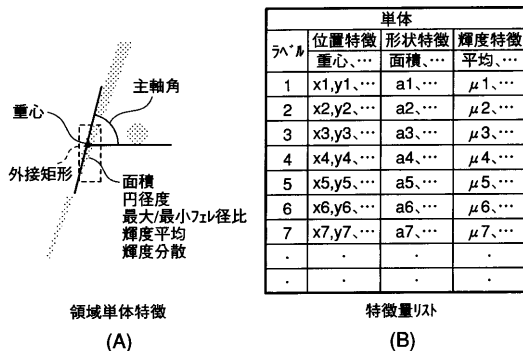 主軸角
重心
外接矩形
面積
円径度
最大/最小フェレ径比
輝度平均
輝度分散
領域単体特徴
(A)
単体
ラベル 位置特徴 形状特徴 輝度特徴
重心、… 面積、… 平均、…
1 x1,y1、… a1、… μ1、…
2 x2,y2、… a2、… μ2、…
3 x3,y3、… a3、… μ3、…
4 x4,y4、… a4、… μ4、…
5 x5,y5、… a5、… μ5、…
6 x6,y6、… a6、… μ6、…
7 x7,y7、… a7、… μ7、…
・ ・ ・ ・
・ ・ ・ ・
特徴量リスト
(B)